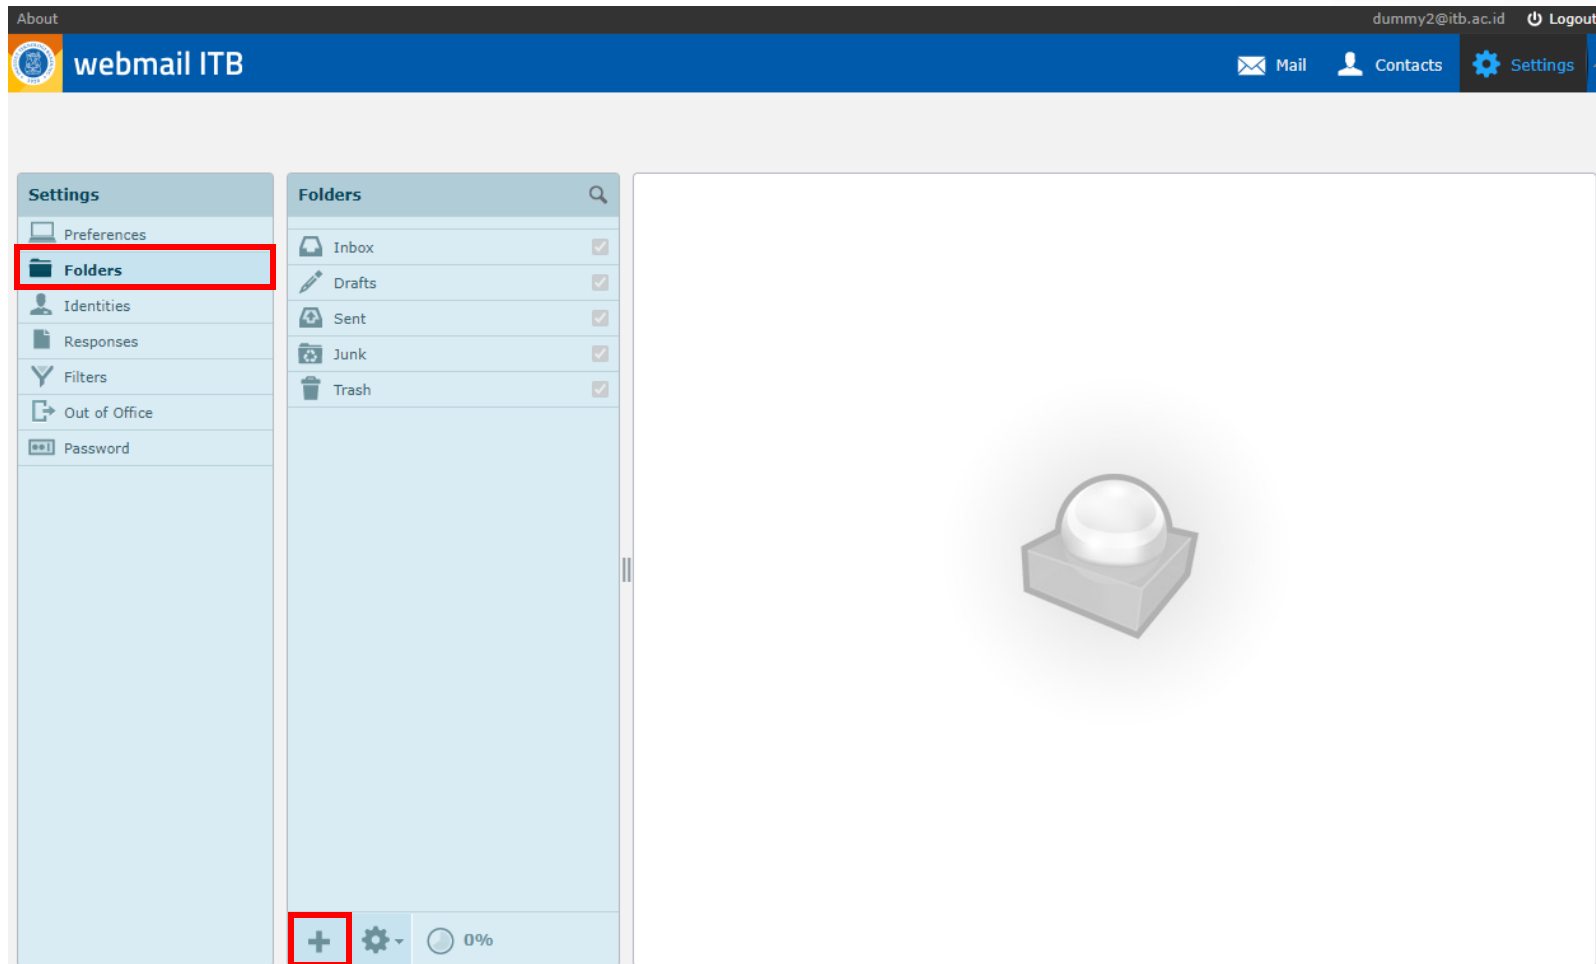 About
dummy2@itb.ac.id Logout
webmail ITB
Mail Contacts Settings
Settings
Preferences
Folders
Identities
Responses
Filters
Out of Office
Password
Folders
Inbox
Drafts
Sent
Junk
Trash
0%